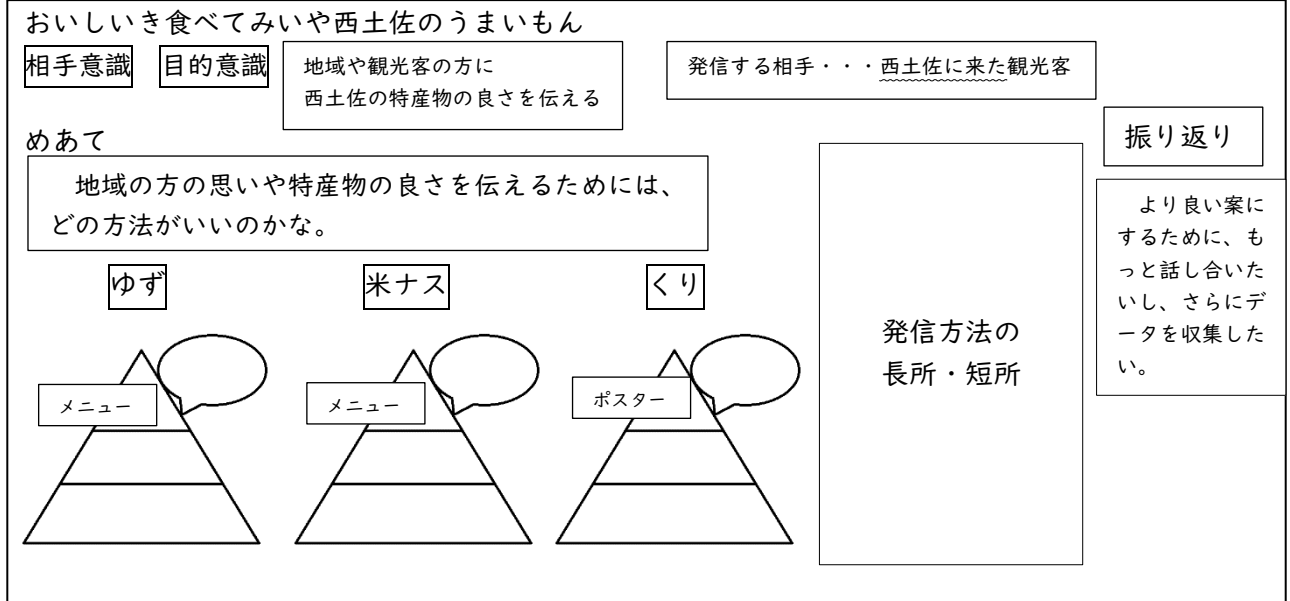 おいしいき食べてみいや西土佐のうまいもん
相手意識
目的意識
地域や観光客の方に
西土佐の特産物の良さを伝える
発信する相手・・・西土佐に来た観光客
めあて
地域の方の思いや特産物の良さを伝えるためには、
どの方法がいいのかな。
ゆず
米ナス
くり
メニュー
メニュー
ポスター
発信方法の
長所・短所
振り返り
より良い案に
するために、も
っと話し合いた
いし、さらにデ
ータを収集した
い。